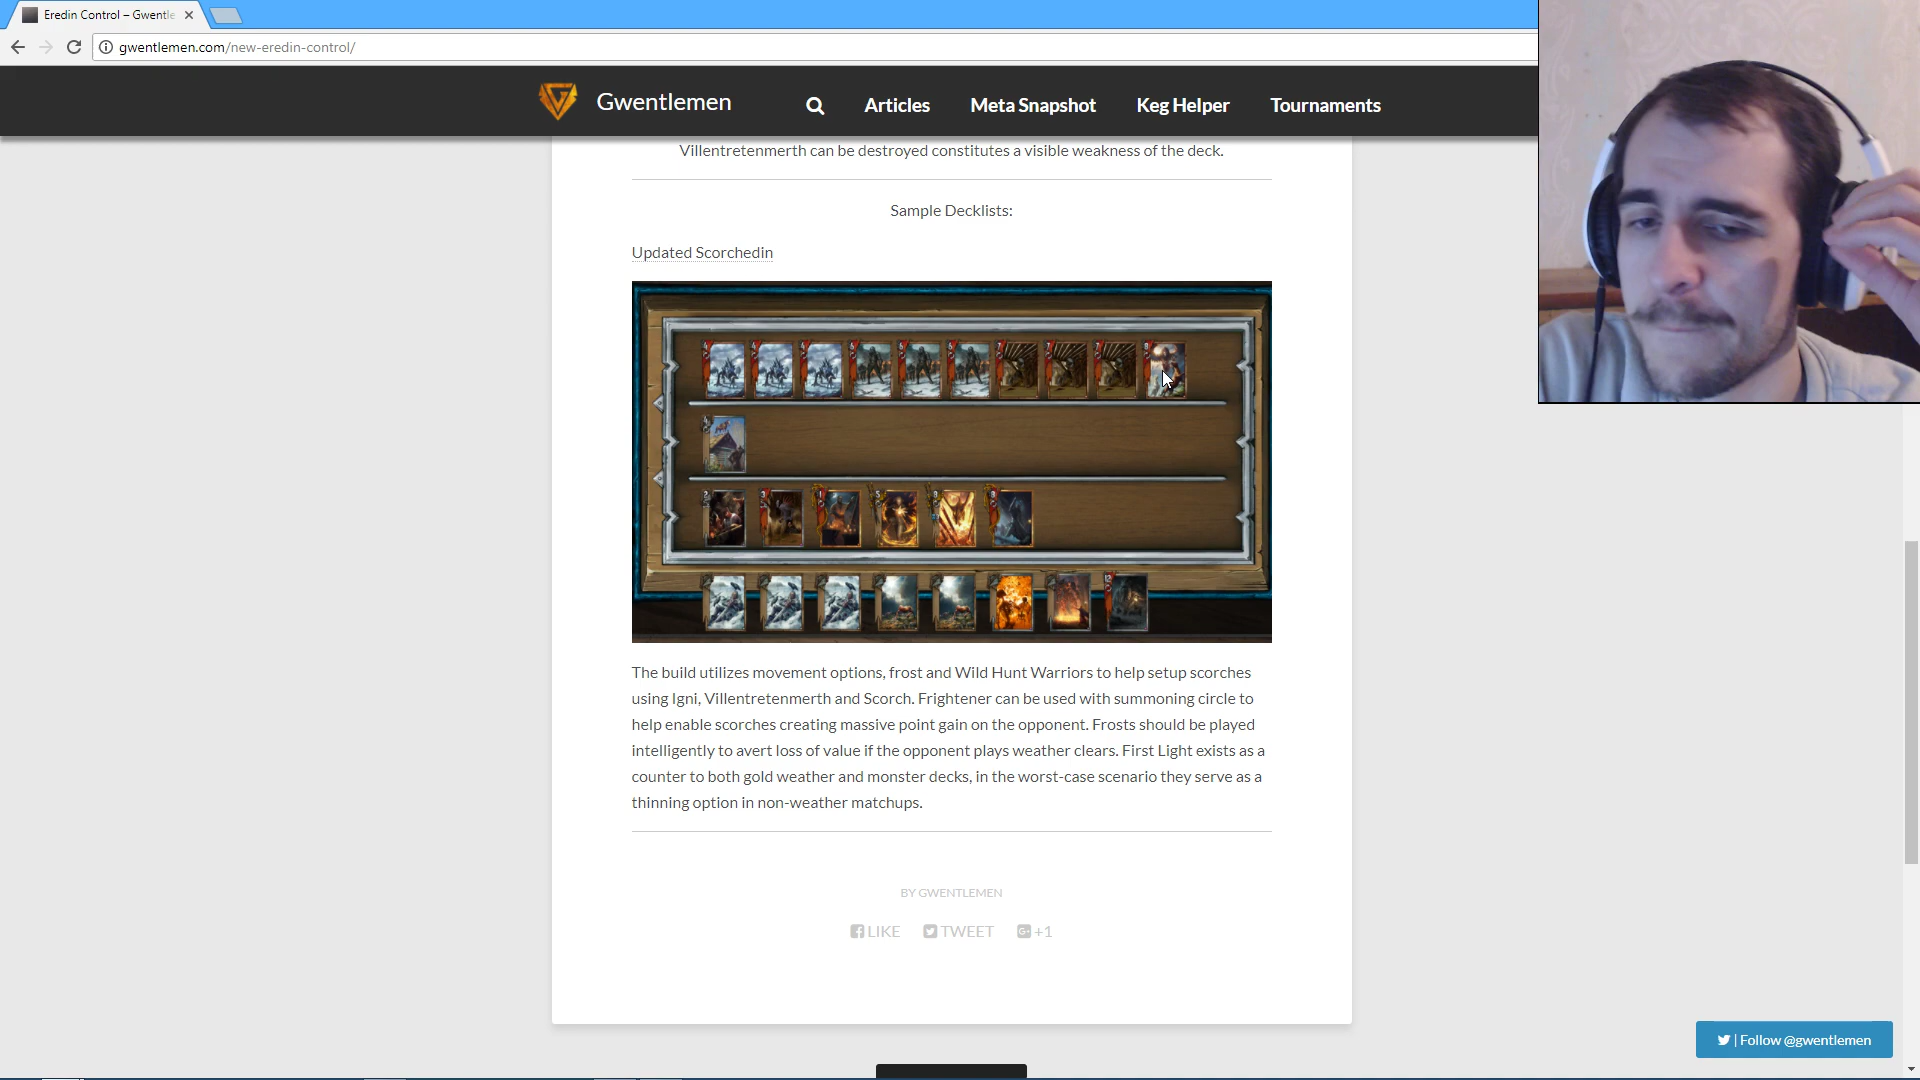 Eredin Control – Gwentle
gwentlemen.com/new-eredin-control/
Gwentlemen
Articles
Meta Snapshot
Keg Helper
Tournaments
Villentretenmerth can be destroyed constitutes a visible weakness of the deck.
Sample Decklists:
Updated Scorchedin
The build utilizes movement options, frost and Wild Hunt Warriors to help setup scorches
using Igni, Villentretenmerth and Scorch. Frightener can be used with summoning circle to
help enable scorches creating massive point gain on the opponent. Frosts should be played
intelligently to avert loss of value if the opponent plays weather clears. First Light exists as a
counter to both gold weather and monster decks, in the worst-case scenario they serve as a
thinning option in non-weather matchups.
BY GWENTLEMEN
LIKE
TWEET
G+ +1
| Follow @gwentlemen